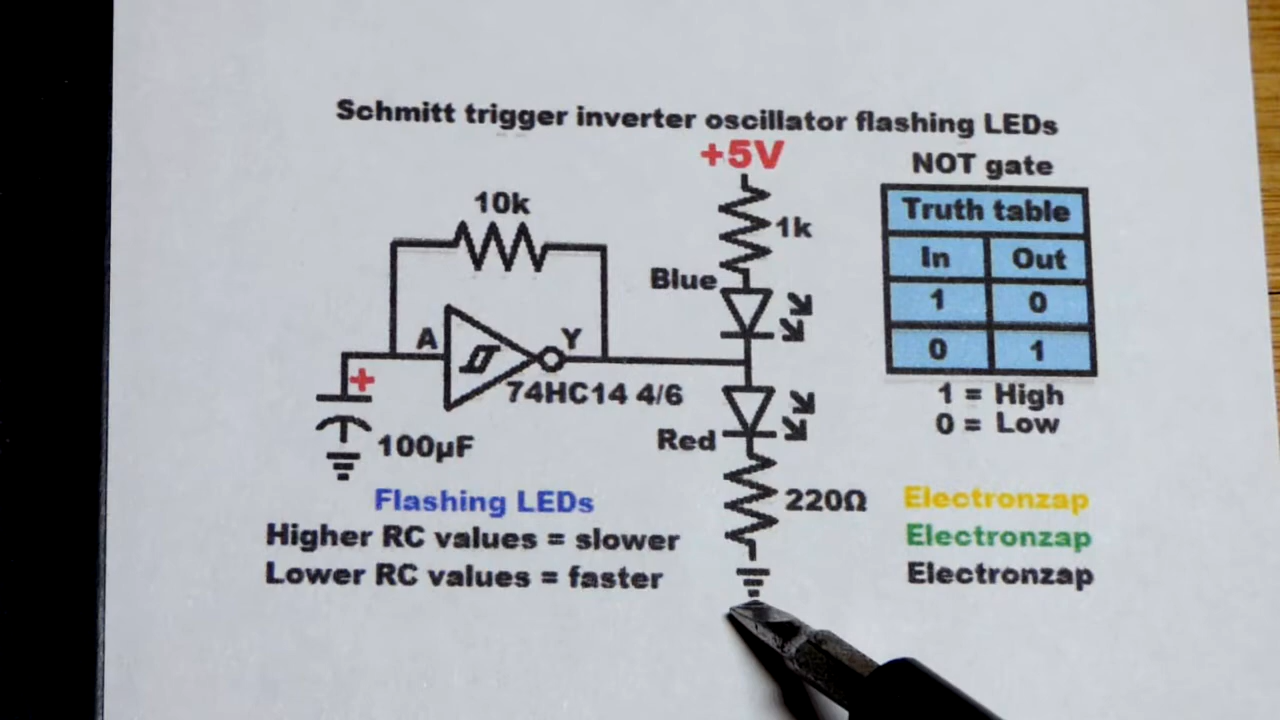 Schmitt trigger inverter oscillator flashing LEDs
+5V
NOT gate
10k
1k
Truth table
In Out
1 0
0 1
Blue
A
Y
+
74HC14 4/6
1 = High
0 = Low
Red
100µF
220Ω
Flashing LEDs
Higher RC values = slower
Lower RC values = faster
Electronzap
Electronzap
Electronzap